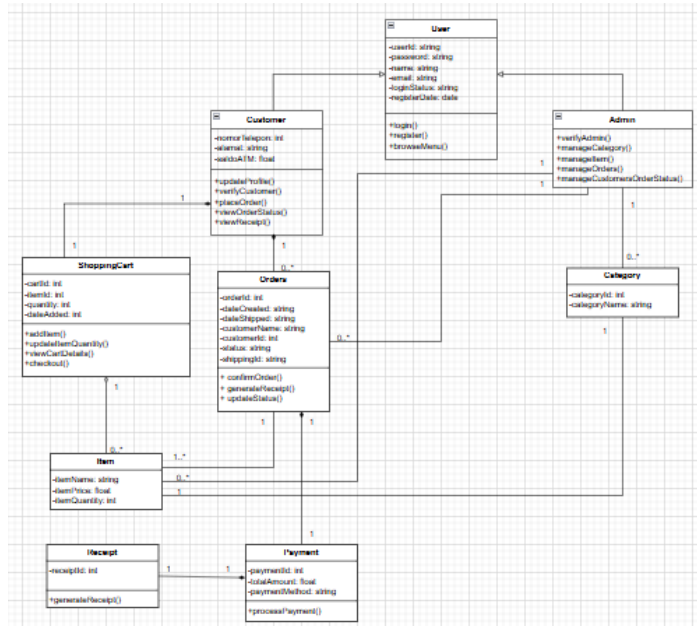 User
-userId: string
-password: string
-name: string
-email: string
-loginStatus: string
-registerDate: date
+login()
+register()
+browseMenu()
Customer
-nomorTelepon: int
-alamat: string
-saldoATM: float
+updateProfile()
+verifyCustomer()
+placeOrder()
+viewOrderStatus()
+viewReceipt()
Admin
+verifyAdmin()
+manageCategory()
+manageItem()
+manageOrders()
+manageCustomersOrderStatus()
1
1
1
1
1
1
0..*
0..*
ShoppingCart
-cartId: int
-itemId: int
-quantity: int
-dateAdded: int
+addItem()
+updateItemQuantity()
+viewCartDetails()
+checkout()
Orders
-orderId: int
-dateCreated: string
-dateShipped: string
-customerName: string
-customerId: int
-status: string
-shippingId: string
+ confirmOrder()
+ generateReceipt()
+ updateStatus()
Category
-categoryId: int
-categoryName: string
0..*
1
1
1
1
0..*
1..*
0..*
1
Item
-itemName: string
-itemPrice: float
-itemQuantity: int
1
Receipt
-receiptId: int
+generateReceipt()
1
1
Payment
-paymentId: int
-totalAmount: float
-paymentMethod: string
+processPayment()